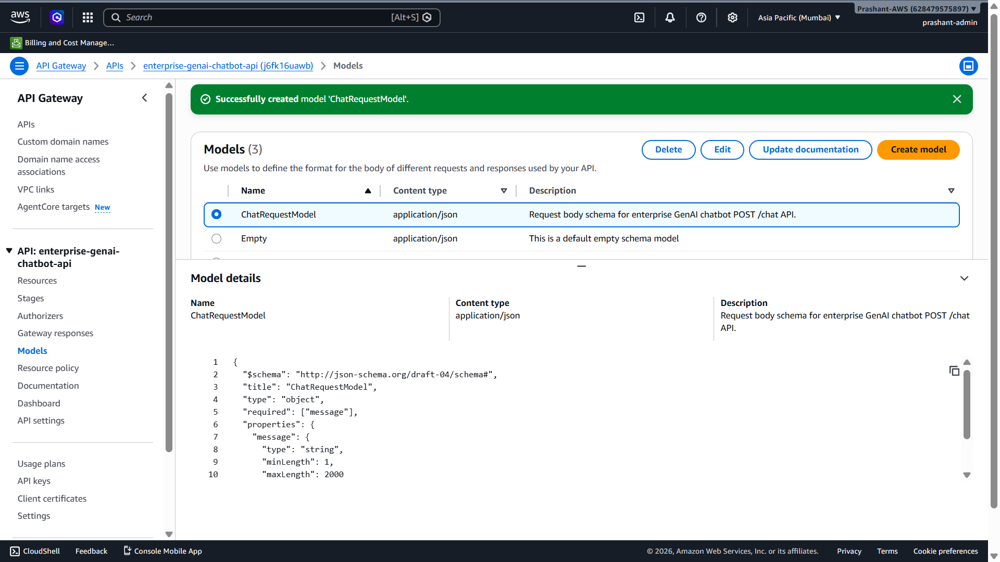 aws
Search [Alt+S]
Asia Pacific (Mumbai) ▼
Prashant-AWS (628479575897) ▼
prashant-admin
Billing and Cost Manage...
API Gateway > APIs > enterprise-genai-chatbot-api (j6fk16uawb) > Models
API Gateway
APIs
Custom domain names
Domain name access
associations
VPC links
AgentCore targets New
API: enterprise-genai-
chatbot-api
Resources
Stages
Authorizers
Gateway responses
Models
Resource policy
Documentation
Dashboard
API settings
Usage plans
API keys
Client certificates
Settings
Successfully created model 'ChatRequestModel'.
Models (3)
Delete
Edit
Update documentation
Create model
Use models to define the format for the body of different requests and responses used by your API.
Name Content type Description
ChatRequestModel application/json Request body schema for enterprise GenAI chatbot POST /chat API.
Empty application/json This is a default empty schema model
Model details
Name
ChatRequestModel
Content type
application/json
Description
Request body schema for enterprise GenAI chatbot POST /chat
API.
1 {
2 "$schema": "http://json-schema.org/draft-04/schema#",
3 "title": "ChatRequestModel",
4 "type": "object",
5 "required": ["message"],
6 "properties": {
7 "message": {
8 "type": "string",
9 "minLength": 1,
10 "maxLength": 2000
CloudShell Feedback Console Mobile App
© 2026, Amazon Web Services, Inc. or its affiliates. Privacy Terms Cookie preferences